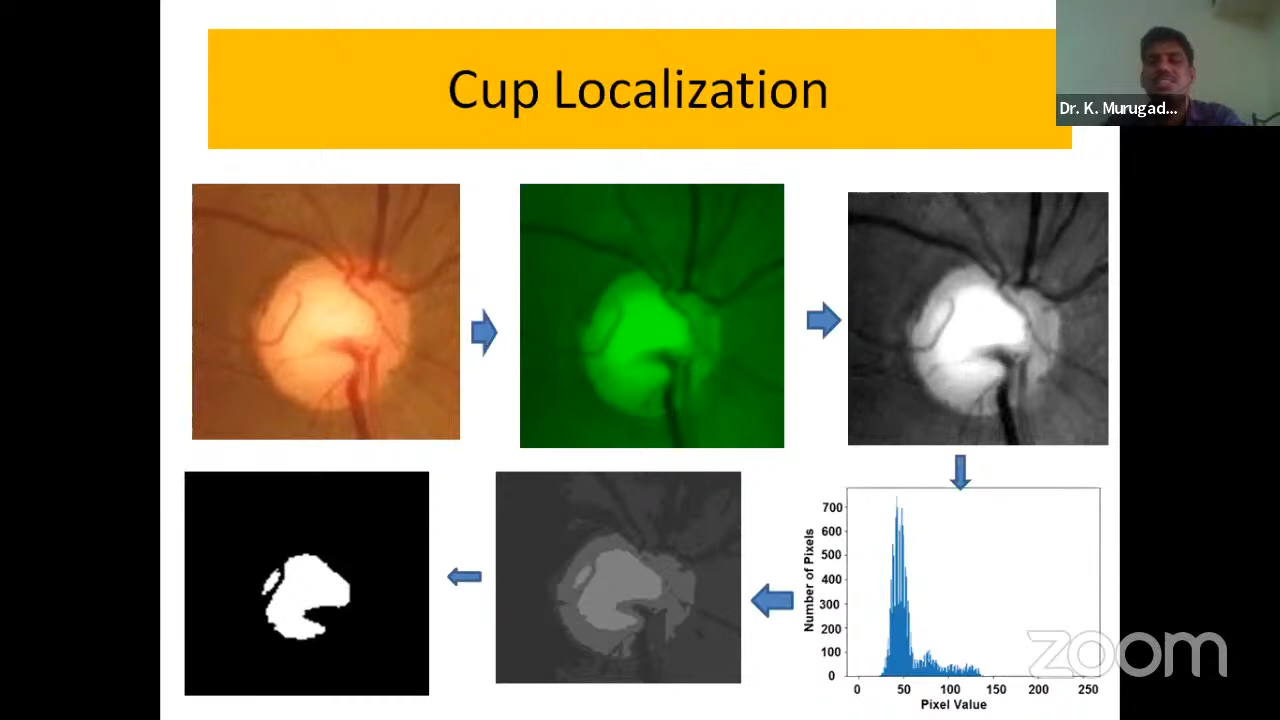 Cup Localization
Dr. K. Murugad...
Number of Pixels
700
600
500
400
300
200
100
0
0 50 100 150 200 250
Pixel Value
zoom